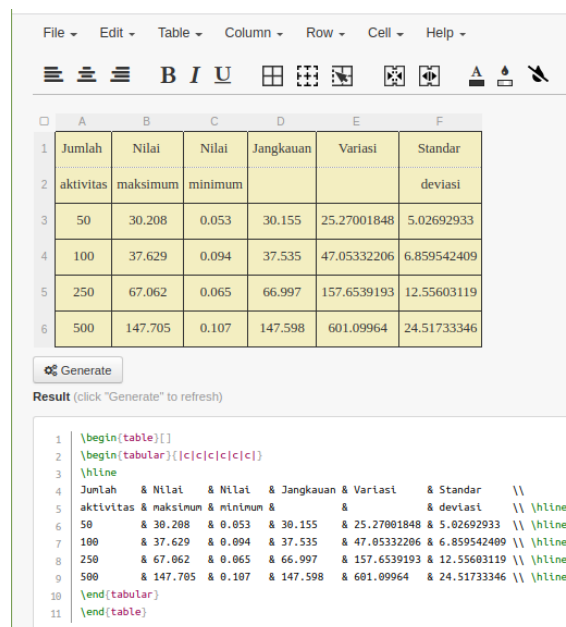 File Edit Table Column Row Cell Help
B I U A
A B C D E F
1 Jumlah Nilai Nilai Jangkauan Variasi Standar
2 aktivitas maksimum minimum deviasi
3 50 30.208 0.053 30.155 25.27001848 5.02692933
4 100 37.629 0.094 37.535 47.05332206 6.859542409
5 250 67.062 0.065 66.997 157.6539193 12.55603119
6 500 147.705 0.107 147.598 601.09964 24.51733346
Generate
Result (click "Generate" to refresh)
1 \begin{table}[]
2 \begin{tabular}{|c|c|c|c|c|c|}
3 \hline
4 Jumlah & Nilai & Nilai & Jangkauan & Variasi & Standar \\
5 aktivitas & maksimum & minimum & & & deviasi \\ \hline
6 50 & 30.208 & 0.053 & 30.155 & 25.27001848 & 5.02692933 \\ \hline
7 100 & 37.629 & 0.094 & 37.535 & 47.05332206 & 6.859542409 \\ \hline
8 250 & 67.062 & 0.065 & 66.997 & 157.6539193 & 12.55603119 \\ \hline
9 500 & 147.705 & 0.107 & 147.598 & 601.09964 & 24.51733346 \\ \hline
10 \end{tabular}
11 \end{table}